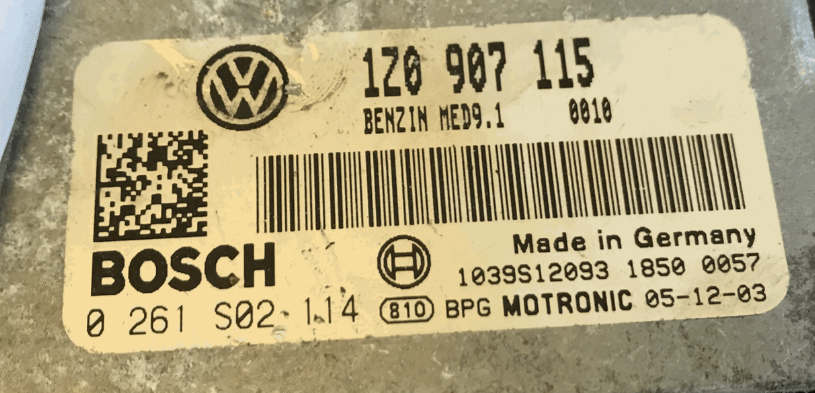 1Z0 907 115
BENZIN MED9.1 0010
Made in Germany
BOSCH
1039S12093 1850 0057
0 261 S02 114
810 BPG MOTRONIC 05-12-03